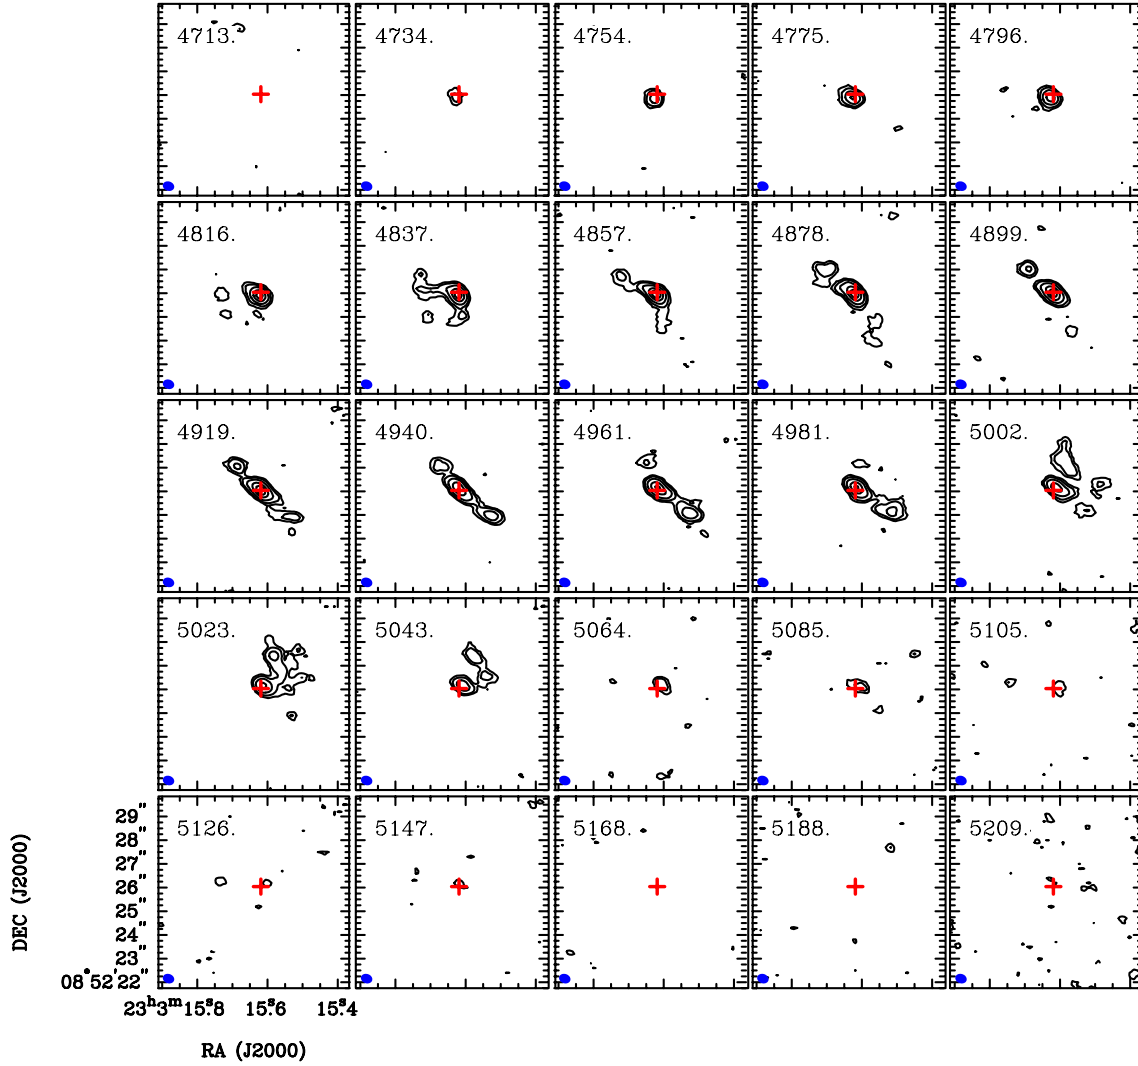 4713. 4734. 4754. 4775. 4796.
4816. 4837. 4857. 4878. 4899.
4919. 4940. 4961. 4981. 5002.
5023. 5043. 5064. 5085. 5105.
5126. 5147. 5168. 5188. 5209.
29"
28"
27"
26"
25"
24"
23"
08°52'22"
23h3m15s.8 15s.6 15s.4
DEC (J2000)
RA (J2000)